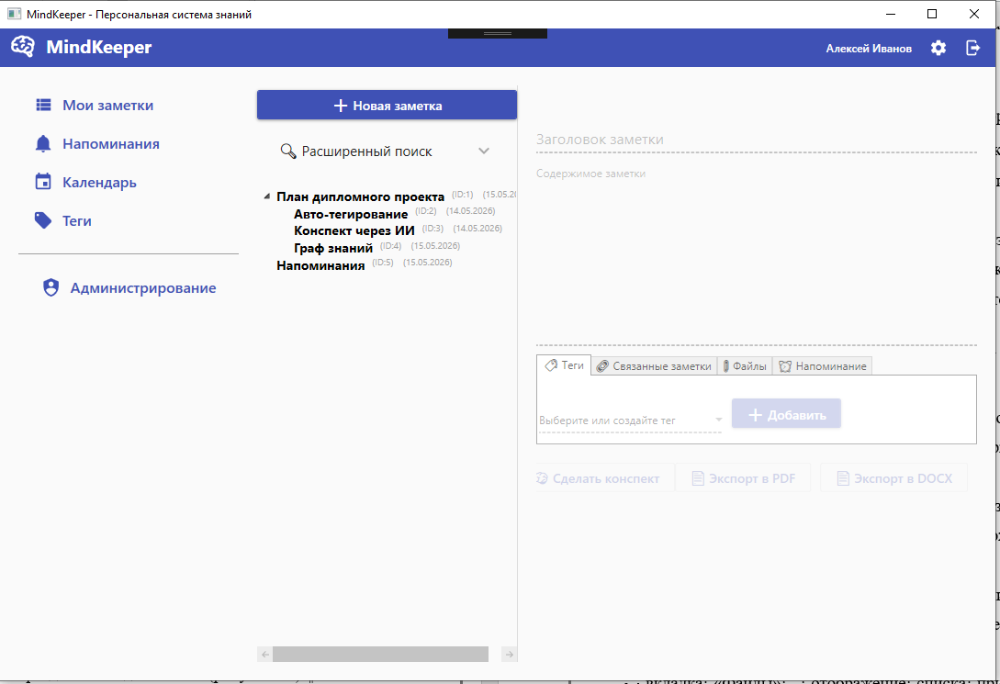 MindKeeper - Персональная система знаний
MindKeeper
Алексей Иванов
Мои заметки
Напоминания
Календарь
Теги
Администрирование
Новая заметка
Расширенный поиск
План дипломного проекта (ID:1) (15.05.20
Авто-тегирование (ID:2) (14.05.2026)
Конспект через ИИ (ID:3) (14.05.2026)
Граф знаний (ID:4) (15.05.2026)
Напоминания (ID:5) (15.05.2026)
Заголовок заметки
Содержимое заметки
Теги Связанные заметки Файлы Напоминание
Выберите или создайте тег
Добавить
Сделать конспект Экспорт в PDF Экспорт в DOCX